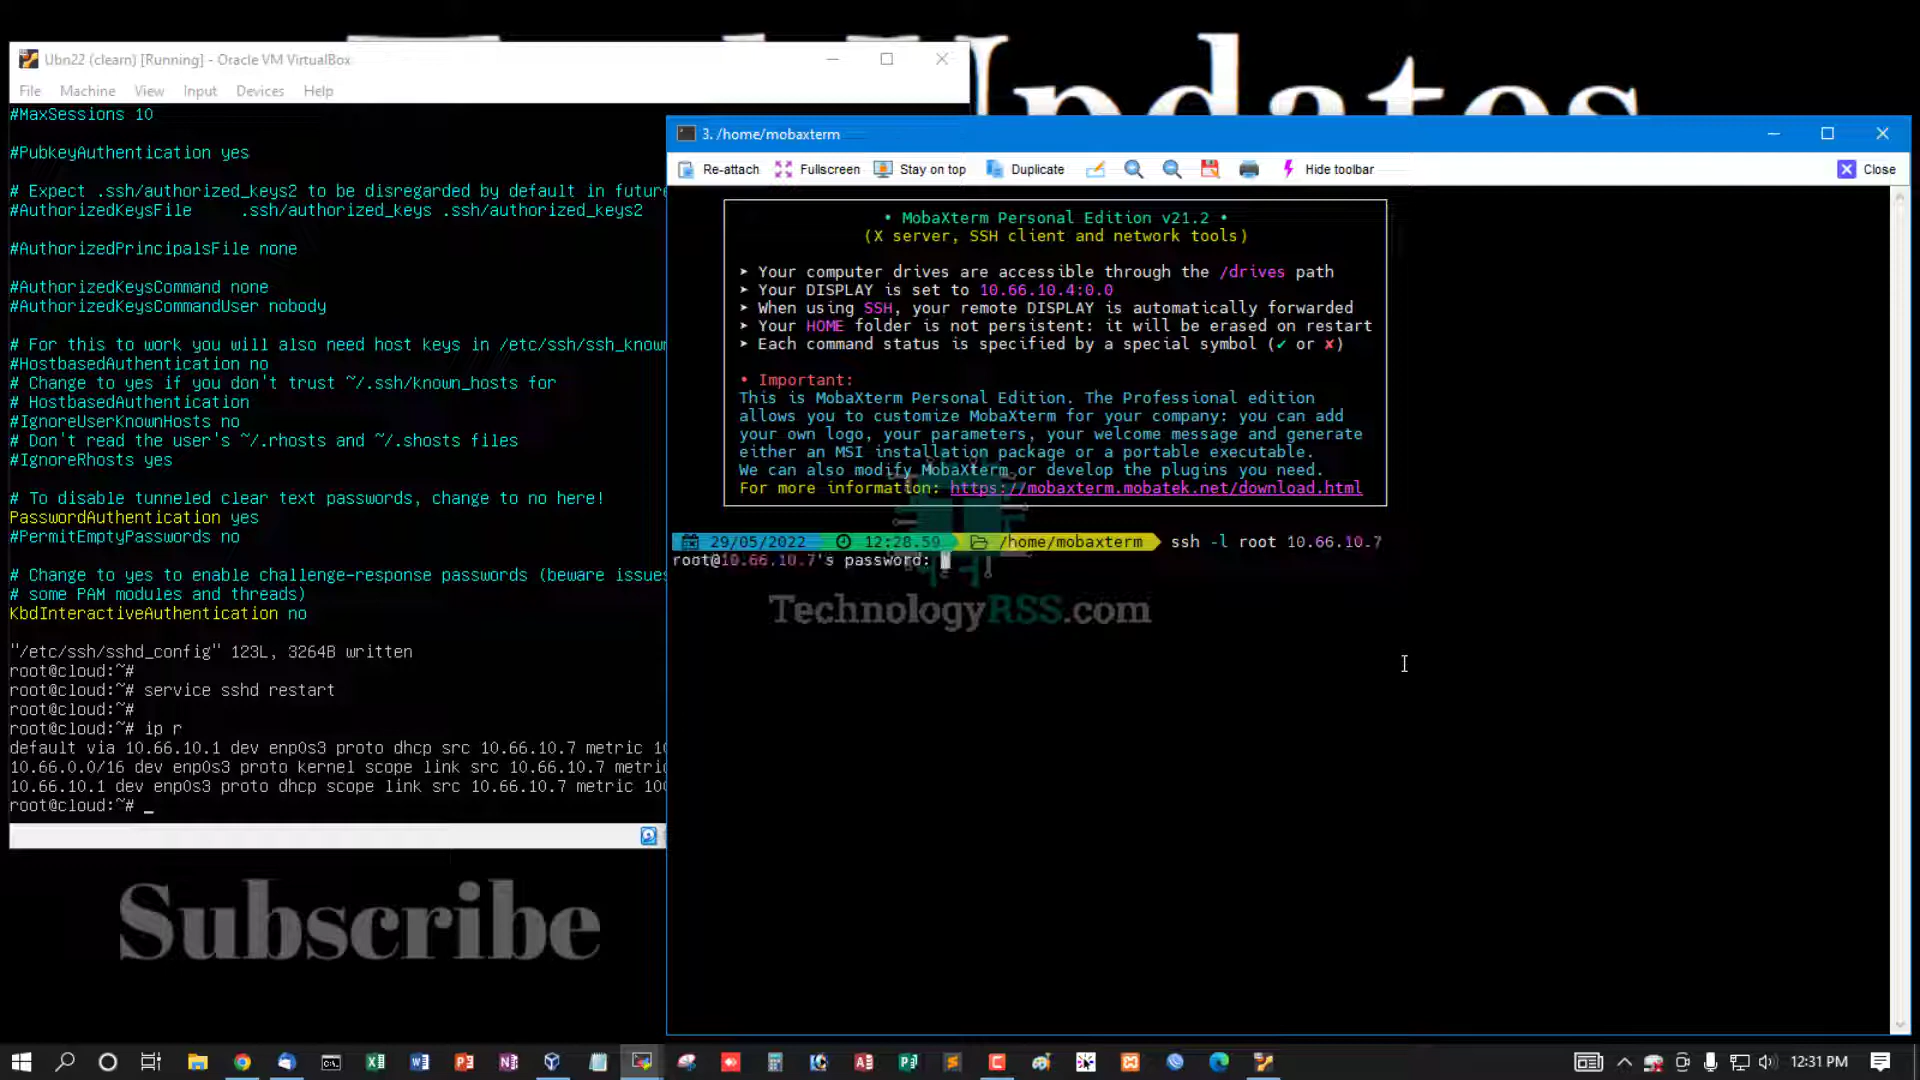 Updates
Ubn22 (clearn) [Running] - Oracle VM VirtualBox
File Machine View Input Devices Help
#MaxSessions 10
#PubkeyAuthentication yes
# Expect .ssh/authorized_keys2 to be disregarded by default in future
#AuthorizedKeysFile .ssh/authorized_keys .ssh/authorized_keys2
#AuthorizedPrincipalsFile none
#AuthorizedKeysCommand none
#AuthorizedKeysCommandUser nobody
# For this to work you will also need host keys in /etc/ssh/ssh_know
#HostbasedAuthentication no
# Change to yes if you don't trust ~/.ssh/known_hosts for
# HostbasedAuthentication
#IgnoreUserKnownHosts no
# Don't read the user's ~/.rhosts and ~/.shosts files
#IgnoreRhosts yes
# To disable tunneled clear text passwords, change to no here!
PasswordAuthentication yes
#PermitEmptyPasswords no
# Change to yes to enable challenge-response passwords (beware issues
# some PAM modules and threads)
KbdInteractiveAuthentication no
"/etc/ssh/sshd_config" 123L, 3264B written
root@cloud:~#
root@cloud:~# service sshd restart
root@cloud:~#
root@cloud:~# ip r
default via 10.66.10.1 dev enp0s3 proto dhcp src 10.66.10.7 metric 10
10.66.0.0/16 dev enp0s3 proto kernel scope link src 10.66.10.7 metric
10.66.10.1 dev enp0s3 proto dhcp scope link src 10.66.10.7 metric 100
root@cloud:~# _
3. /home/mobaxterm
Re-attach Fullscreen Stay on top Duplicate Hide toolbar Close
• MobaXterm Personal Edition v21.2 •
(X server, SSH client and network tools)
➤ Your computer drives are accessible through the /drives path
➤ Your DISPLAY is set to 10.66.10.4:0.0
➤ When using SSH, your remote DISPLAY is automatically forwarded
➤ Your HOME folder is not persistent: it will be erased on restart
➤ Each command status is specified by a special symbol (✓ or ✗)
• Important:
This is MobaXterm Personal Edition. The Professional edition
allows you to customize MobaXterm for your company: you can add
your own logo, your parameters, your welcome message and generate
either an MSI installation package or a portable executable.
We can also modify MobaXterm or develop the plugins you need.
For more information: https://mobaxterm.mobatek.net/download.html
29/05/2022 12:28.59 /home/mobaxterm ssh -l root 10.66.10.7
root@10.66.10.7's password:
TechnologyRSS.com
Subscribe
12:31 PM